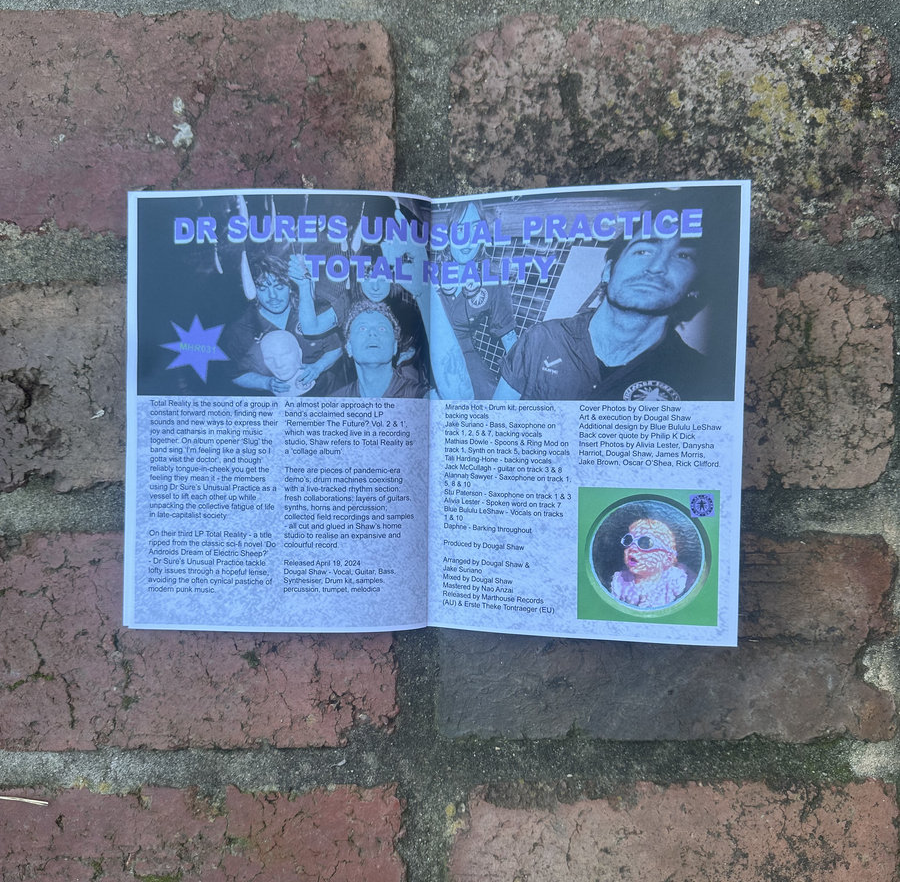 DR SURE'S UNUSUAL PRACTICE
TOTAL REALITY
MHR031
Total Reality is the sound of a group in
constant forward motion, finding new
sounds and new ways to express their
joy and catharsis in making music
together. On album opener 'Slug' the
band sing 'I'm feeling like a slug so I
gotta visit the doctor', and though
reliably tongue-in-cheek you get the
feeling they mean it - the members
using Dr Sure's Unusual Practice as a
vessel to lift each other up while
unpacking the collective fatigue of life
in late-capitalist society.
On their third LP Total Reality - a title
ripped from the classic sci-fi novel 'Do
Androids Dream of Electric Sheep?'
- Dr Sure's Unusual Practice tackle
lofty issues through a hopeful lense,
avoiding the often cynical pastiche of
modern punk music.
An almost polar approach to the
band's acclaimed second LP
'Remember The Future? Vol. 2 & 1',
which was tracked live in a recording
studio, Shaw refers to Total Reality as
a 'collage album'.
There are pieces of pandemic-era
demo's, drum machines coexisting
with a live-tracked rhythm section,
fresh collaborations; layers of guitars,
synths, horns and percussion;
collected field recordings and samples
- all cut and glued in Shaw's home
studio to realise an expansive and
colourful record.
Released April 19, 2024
Dougal Shaw - Vocal, Guitar, Bass,
Synthesiser, Drum kit, samples,
percussion, trumpet, melodica
Miranda Holt - Drum kit, percussion,
backing vocals
Jake Suriano - Bass, Saxophone on
track 1, 2, 5 & 7, backing vocals
Mathias Dowle - Spoons & Ring Mod on
track 1, Synth on track 5, backing vocals
Tali Harding-Hone - backing vocals
Jack McCullagh - guitar on track 3 & 8
Alannah Sawyer - Saxophone on track 1,
5, 8 & 10
Stu Paterson - Saxophone on track 1 & 3
Alivia Lester - Spoken word on track 7
Blue Bululu LeShaw - Vocals on tracks
1 & 10
Daphne - Barking throughout
Produced by Dougal Shaw
Arranged by Dougal Shaw &
Jake Suriano
Mixed by Dougal Shaw
Mastered by Nao Anzai
Released by Marthouse Records
(AU) & Erste Theke Tontraeger (EU)
Cover Photos by Oliver Shaw
Art & execution by Dougal Shaw
Additional design by Blue Bululu LeShaw
Back cover quote by Philip K Dick
Insert Photos by Alivia Lester, Danysha
Harriot, Dougal Shaw, James Morris,
Jake Brown, Oscar O'Shea, Rick Clifford.